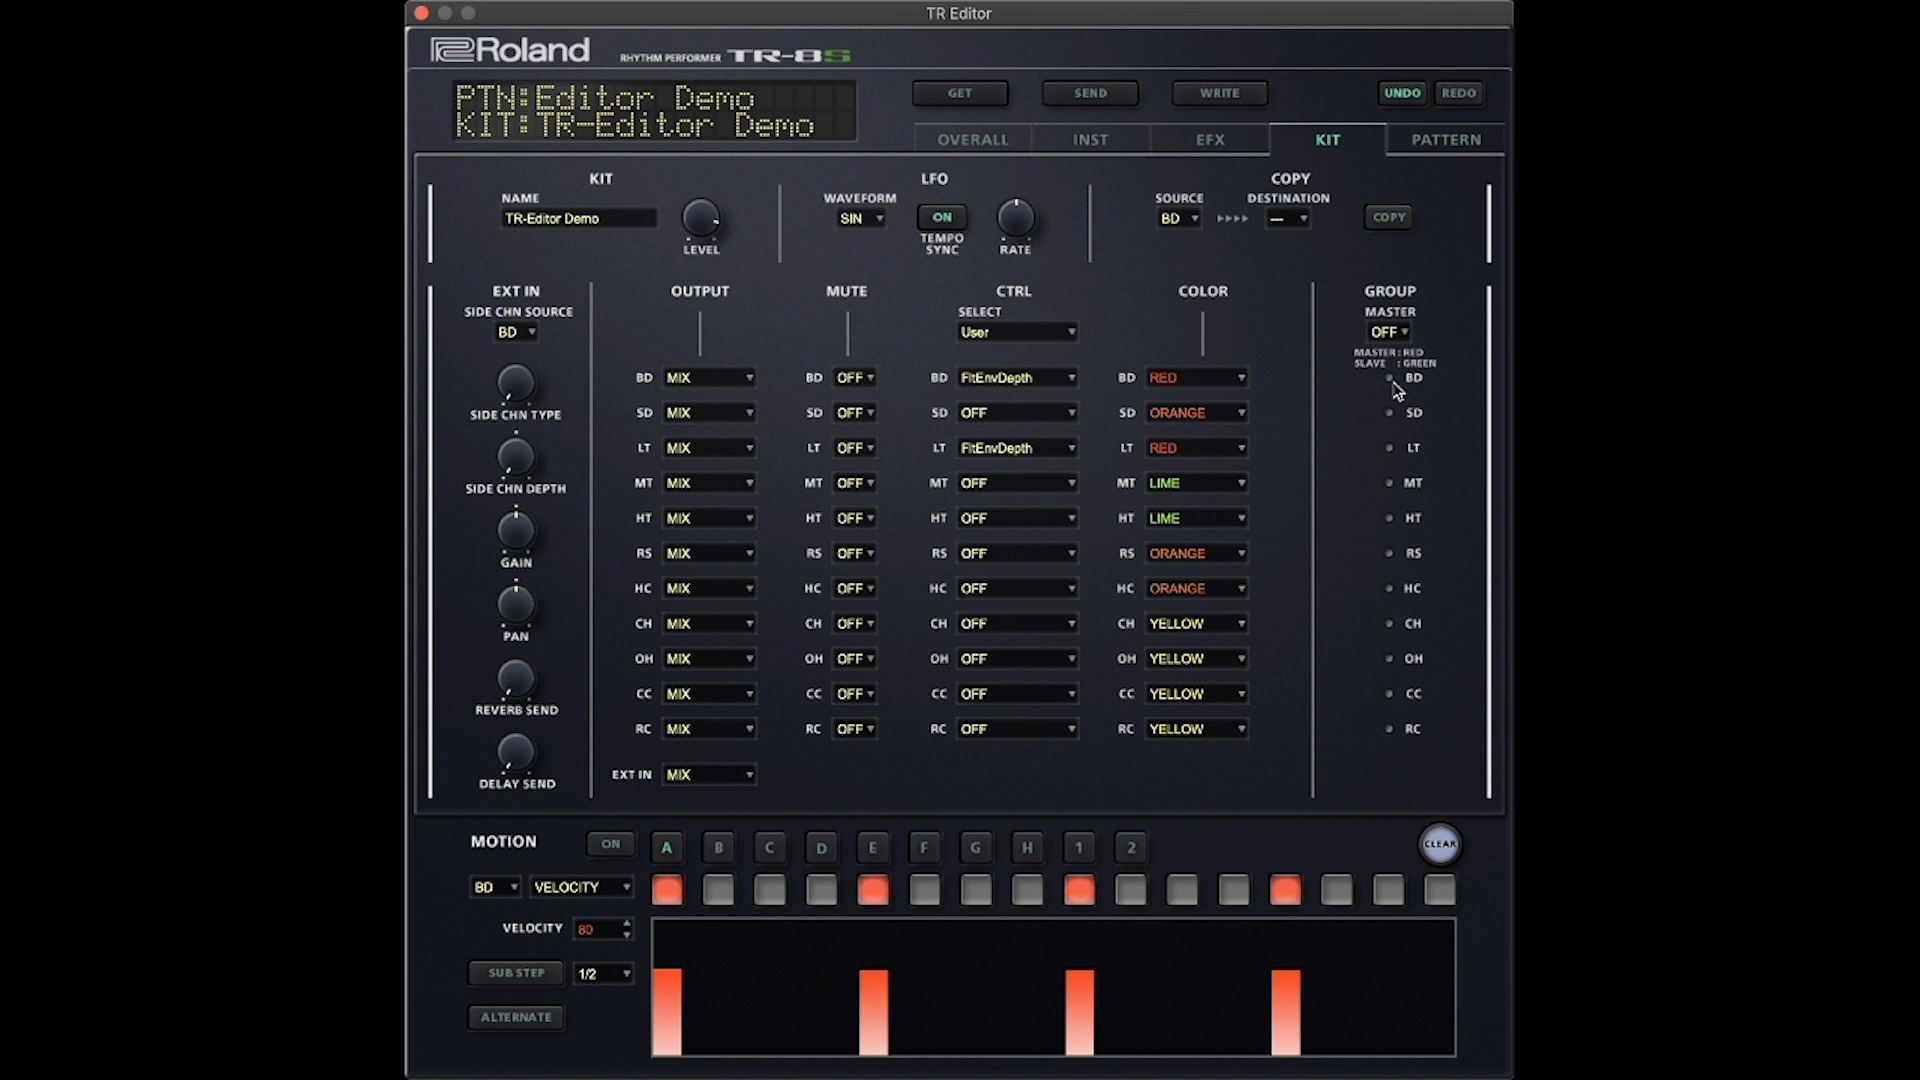 TR Editor
Roland RHYTHM PERFORMER TR-8S
PTN:Editor Demo
KIT:TR-Editor Demo
GET SEND WRITE UNDO REDO
OVERALL INST EFX KIT PATTERN
KIT LFO COPY
NAME WAVEFORM SOURCE DESTINATION
TR-Editor Demo SIN ON BD — COPY
LEVEL TEMPO SYNC RATE
EXT IN OUTPUT MUTE CTRL COLOR GROUP
SIDE CHN SOURCE SELECT MASTER
BD User OFF
MASTER : RED
SLAVE : GREEN
BD MIX BD OFF BD FltEnvDepth BD RED BD
SIDE CHN TYPE SD MIX SD OFF SD OFF SD ORANGE SD
LT MIX LT OFF LT FltEnvDepth LT RED LT
SIDE CHN DEPTH MT MIX MT OFF MT OFF MT LIME MT
HT MIX HT OFF HT OFF HT LIME HT
GAIN RS MIX RS OFF RS OFF RS ORANGE RS
HC MIX HC OFF HC OFF HC ORANGE HC
PAN CH MIX CH OFF CH OFF CH YELLOW CH
OH MIX OH OFF OH OFF OH YELLOW OH
REVERB SEND CC MIX CC OFF CC OFF CC YELLOW CC
RC MIX RC OFF RC OFF RC YELLOW RC
DELAY SEND EXT IN MIX
MOTION ON A B C D E F G H 1 2 CLEAR
BD VELOCITY
VELOCITY 80
SUB STEP 1/2
ALTERNATE